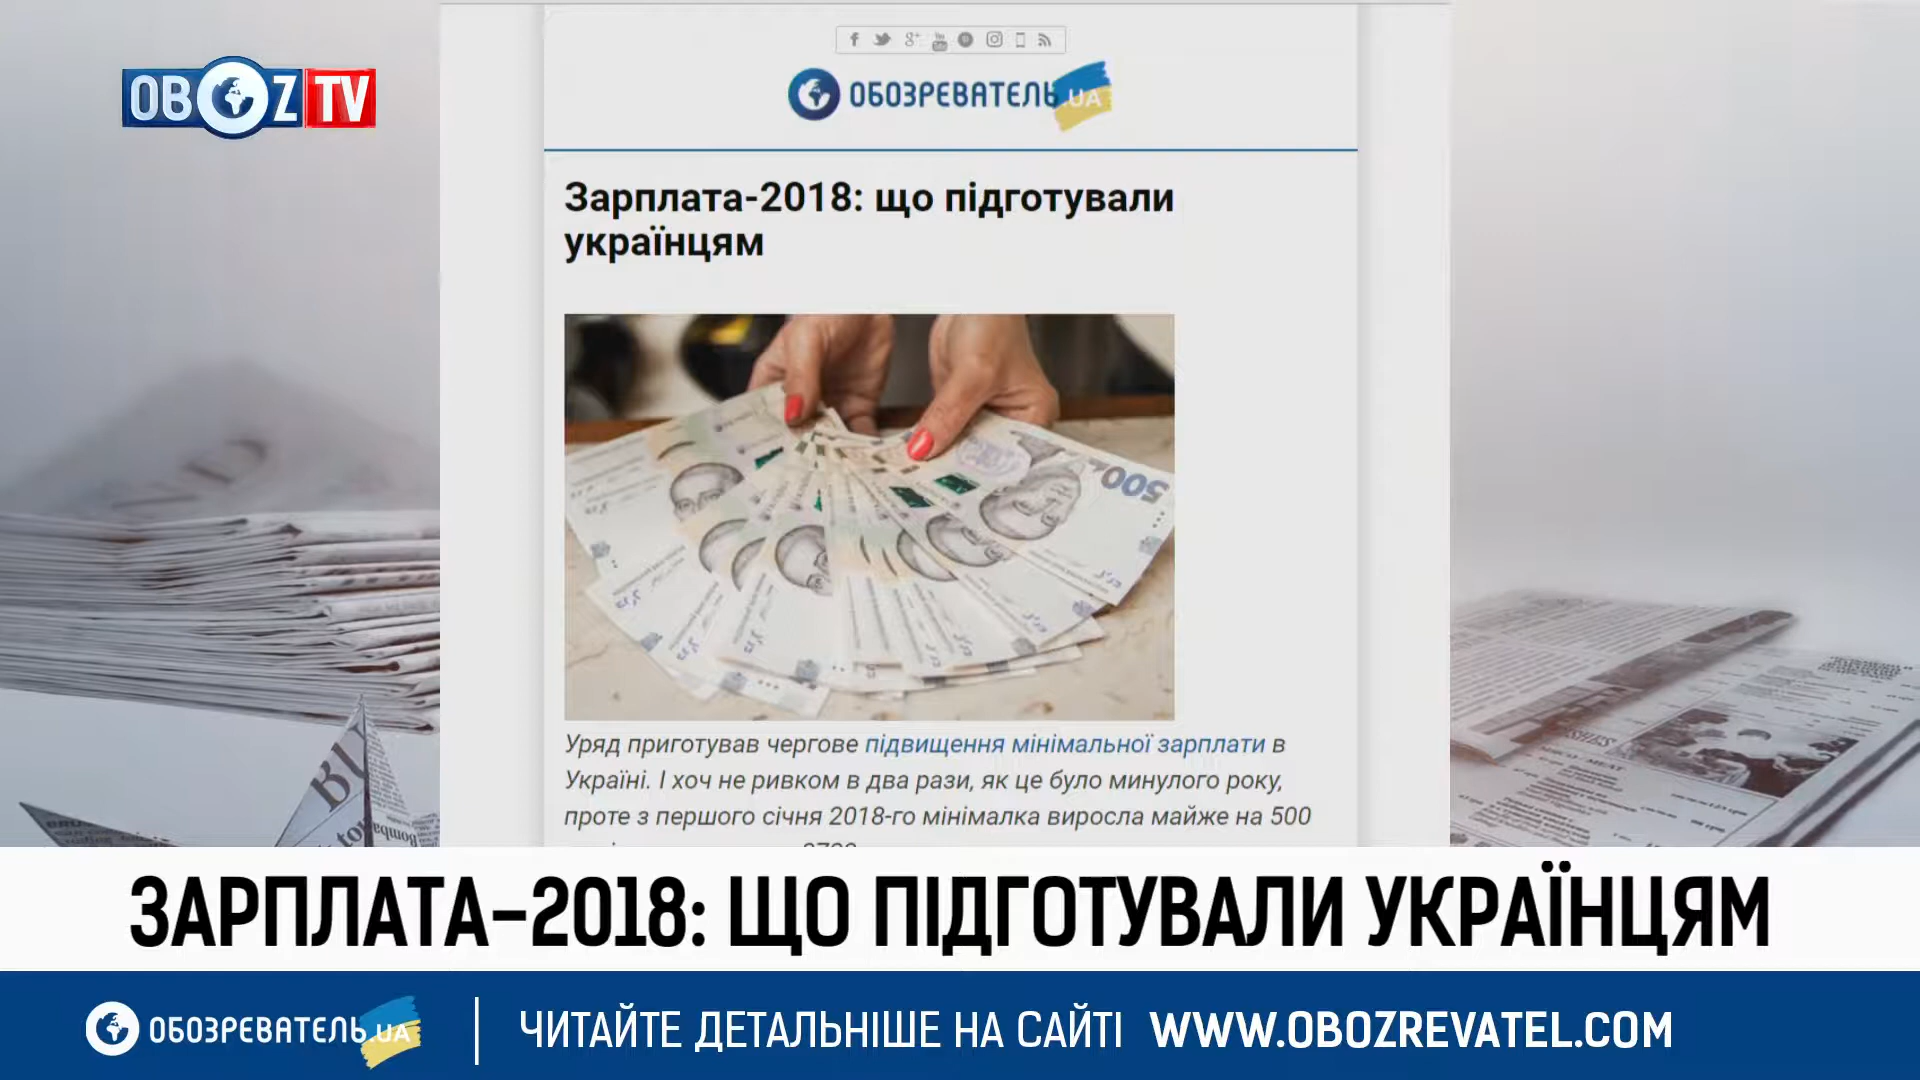 OBOZ TV
ОБОЗРЕВАТЕЛЬ.UA
Зарплата-2018: що підготували
українцям
500
Уряд приготував чергове підвищення мінімальної зарплати в
Україні. І хоч не ривком в два рази, як це було минулого року,
проте з першого січня 2018-го мінімалка виросла майже на 500
ЗАРПЛАТА-2018: ЩО ПІДГОТУВАЛИ УКРАЇНЦЯМ
ОБОЗРЕВАТЕЛЬ.UA
ЧИТАЙТЕ ДЕТАЛЬНІШЕ НА САЙТІ WWW.OBOZREVATEL.COM